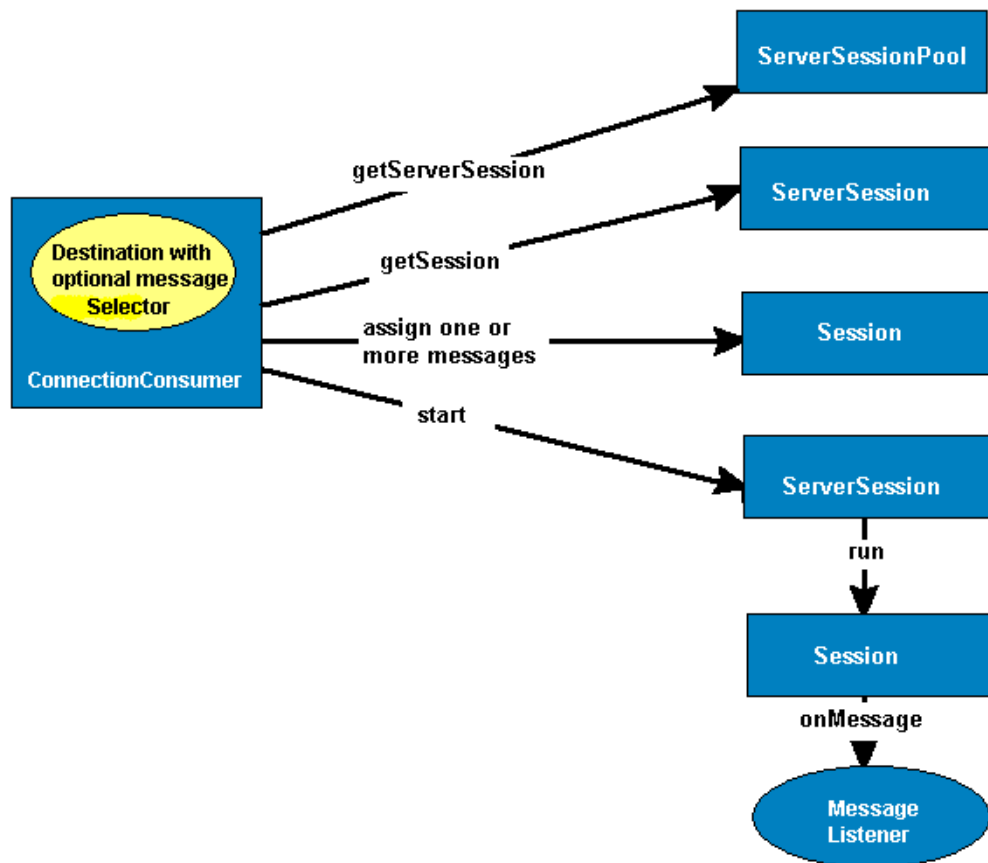 ServerSessionPool
getServerSession
ServerSession
Destination with
optional message
Selector
getSession
assign one or
more messages
Session
ConnectionConsumer
start
ServerSession
run
Session
onMessage
Message
Listener